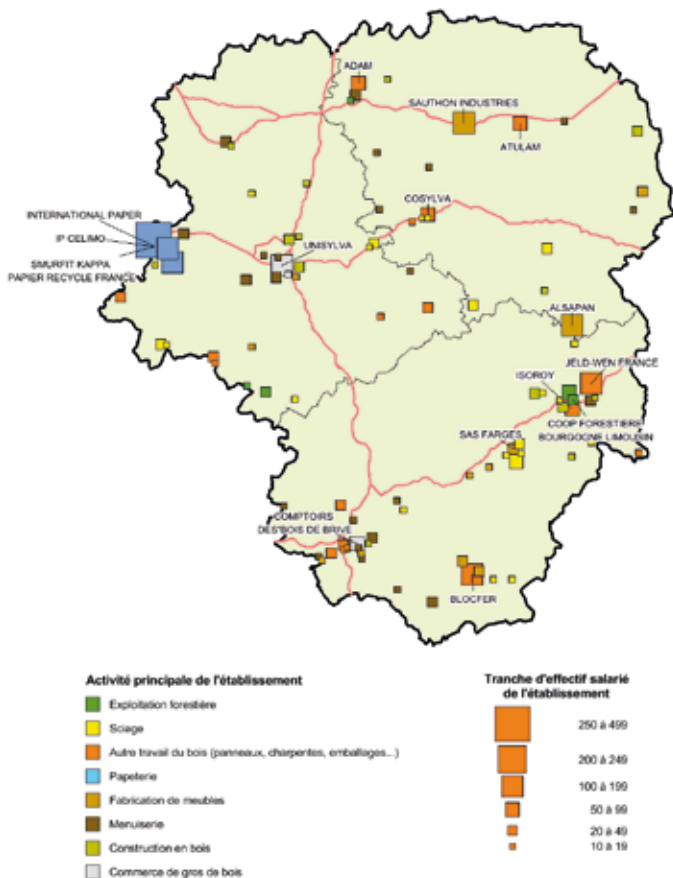 ADAM
SAUTHON INDUSTRIES
ATULAM
COSYLVA
INTERNATIONAL PAPER
IP CELIMO
SMURFIT KAPPA
PAPIER RECYCLE FRANCE
UNISYLVA
ALSAPAN
JELD-WEN FRANCE
ISOROY
COOP FORESTIERE
BOURGOGNE LIMOUSIN
SAS FARGES
COMPTOIRS
DES BOIS DE BRIVE
BLOCFER
Activité principale de l'établissement
Exploitation forestière
Sciage
Autre travail du bois (panneaux, charpentes, emballages...)
Papeterie
Fabrication de meubles
Menuiserie
Construction en bois
Commerce de gros de bois
Tranche d'effectif salarié
de l'établissement
250 à 499
200 à 249
100 à 199
50 à 99
20 à 49
10 à 19